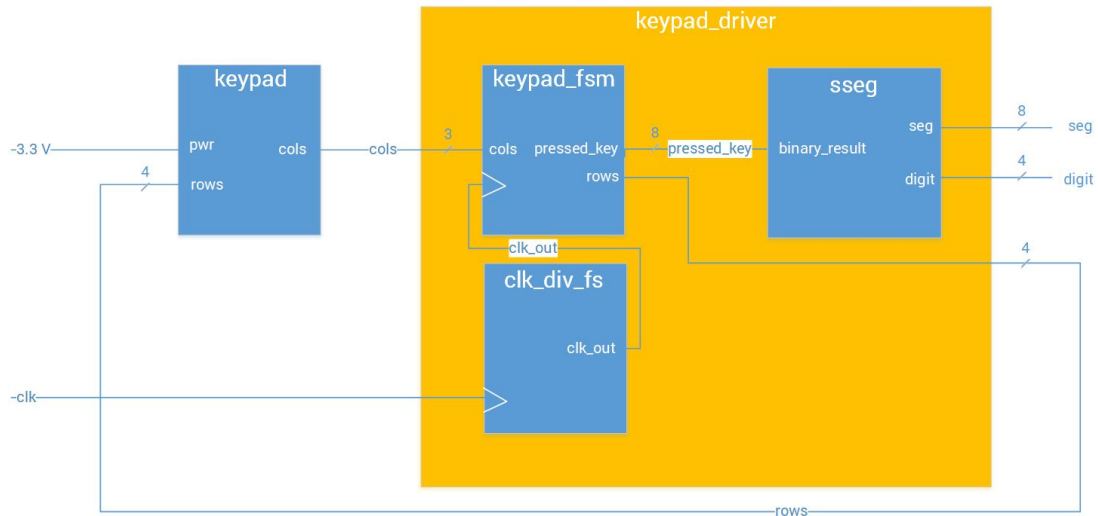 keypad_driver
keypad
keypad_fsm
sseg
3.3 V
pwr
cols
cols
3
cols
pressed_key
8
pressed_key
binary_result
seg
8
seg
4
rows
rows
digit
4
digit
clk_out
4
clk_div_fs
clk_out
clk
rows